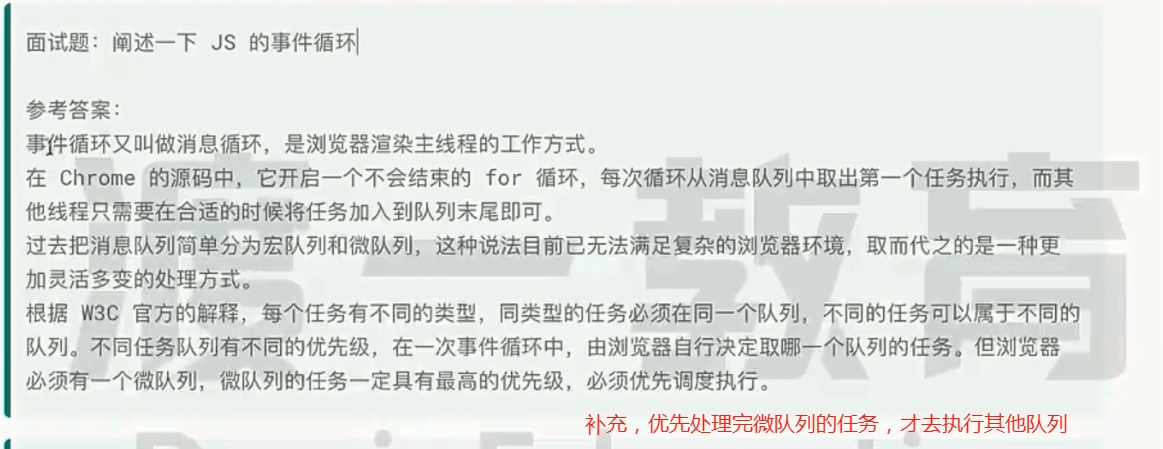 面试题：阐述一下 JS 的事件循环
参考答案：
事件循环又叫做消息循环，是浏览器渲染主线程的工作方式。
在 Chrome 的源码中，它开启一个不会结束的 for 循环，每次循环从消息队列中取出第一个任务执行，而其
他线程只需要在合适的时候将任务加入到队列末尾即可。
过去把消息队列简单分为宏队列和微队列，这种说法目前已无法满足复杂的浏览器环境，取而代之的是一种更
加灵活多变的处理方式。
根据 W3C 官方的解释，每个任务有不同的类型，同类型的任务必须在同一个队列，不同的任务可以属于不同的
队列。不同任务队列有不同的优先级，在一次事件循环中，由浏览器自行决定取哪一个队列的任务。但浏览器
必须有一个微队列，微队列的任务一定具有最高的优先级，必须优先调度执行。
补充，优先处理完微队列的任务，才去执行其他队列
渡一教育